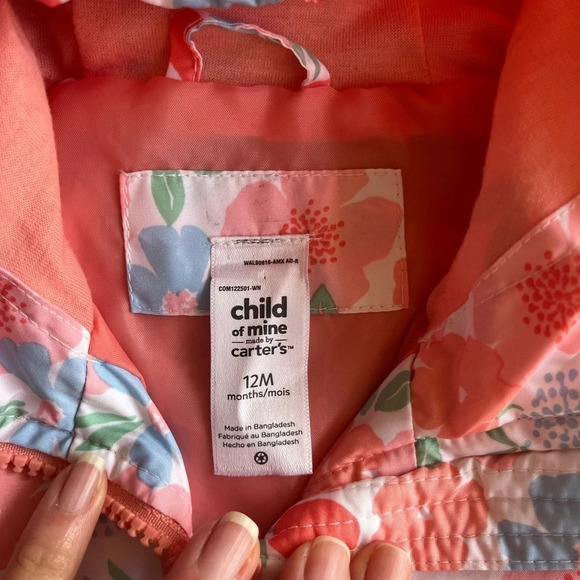 WAL90818-AMX AD-R
COM122501-WN
child
of mine
made by
carter's™
12M
months/mois
Made in Bangladesh
Fabriqué au Bangladesh
Hecho en Bangladesh